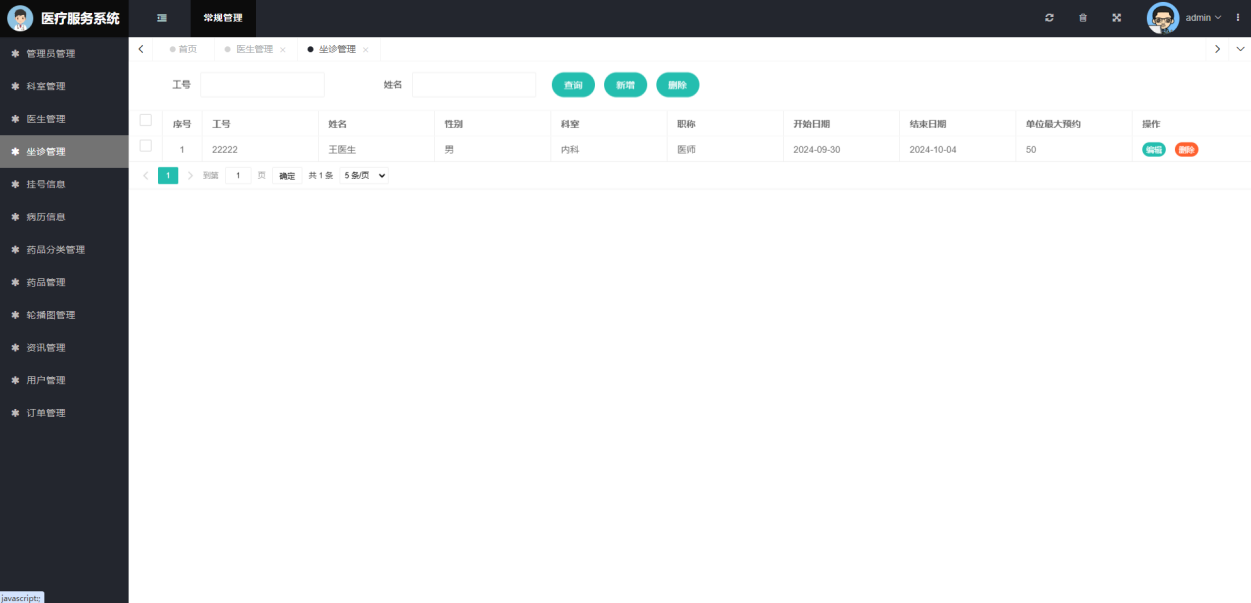 医疗服务系统
常规管理
admin
管理员管理
科室管理
医生管理
坐诊管理
挂号信息
病历信息
药品分类管理
药品管理
轮播图管理
资讯管理
用户管理
订单管理
首页 医生管理 坐诊管理
工号 姓名 查询 新增 删除
序号 工号 姓名 性别 科室 职称 开始日期 结束日期 单位最大预约 操作
1 22222 王医生 男 内科 医师 2024-09-30 2024-10-04 50 编辑 删除
1 到第 1 页 确定 共 1 条 5 条/页
javascript:;